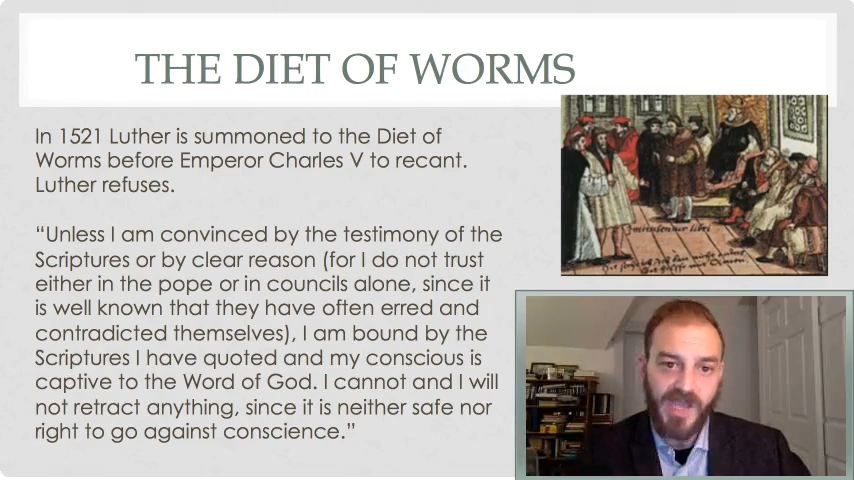 THE DIET OF WORMS
In 1521 Luther is summoned to the Diet of
Worms before Emperor Charles V to recant.
Luther refuses.
“Unless I am convinced by the testimony of the
Scriptures or by clear reason (for I do not trust
either in the pope or in councils alone, since it
is well known that they have often erred and
contradicted themselves), I am bound by the
Scriptures I have quoted and my conscious is
captive to the Word of God. I cannot and I will
not retract anything, since it is neither safe nor
right to go against conscience.”